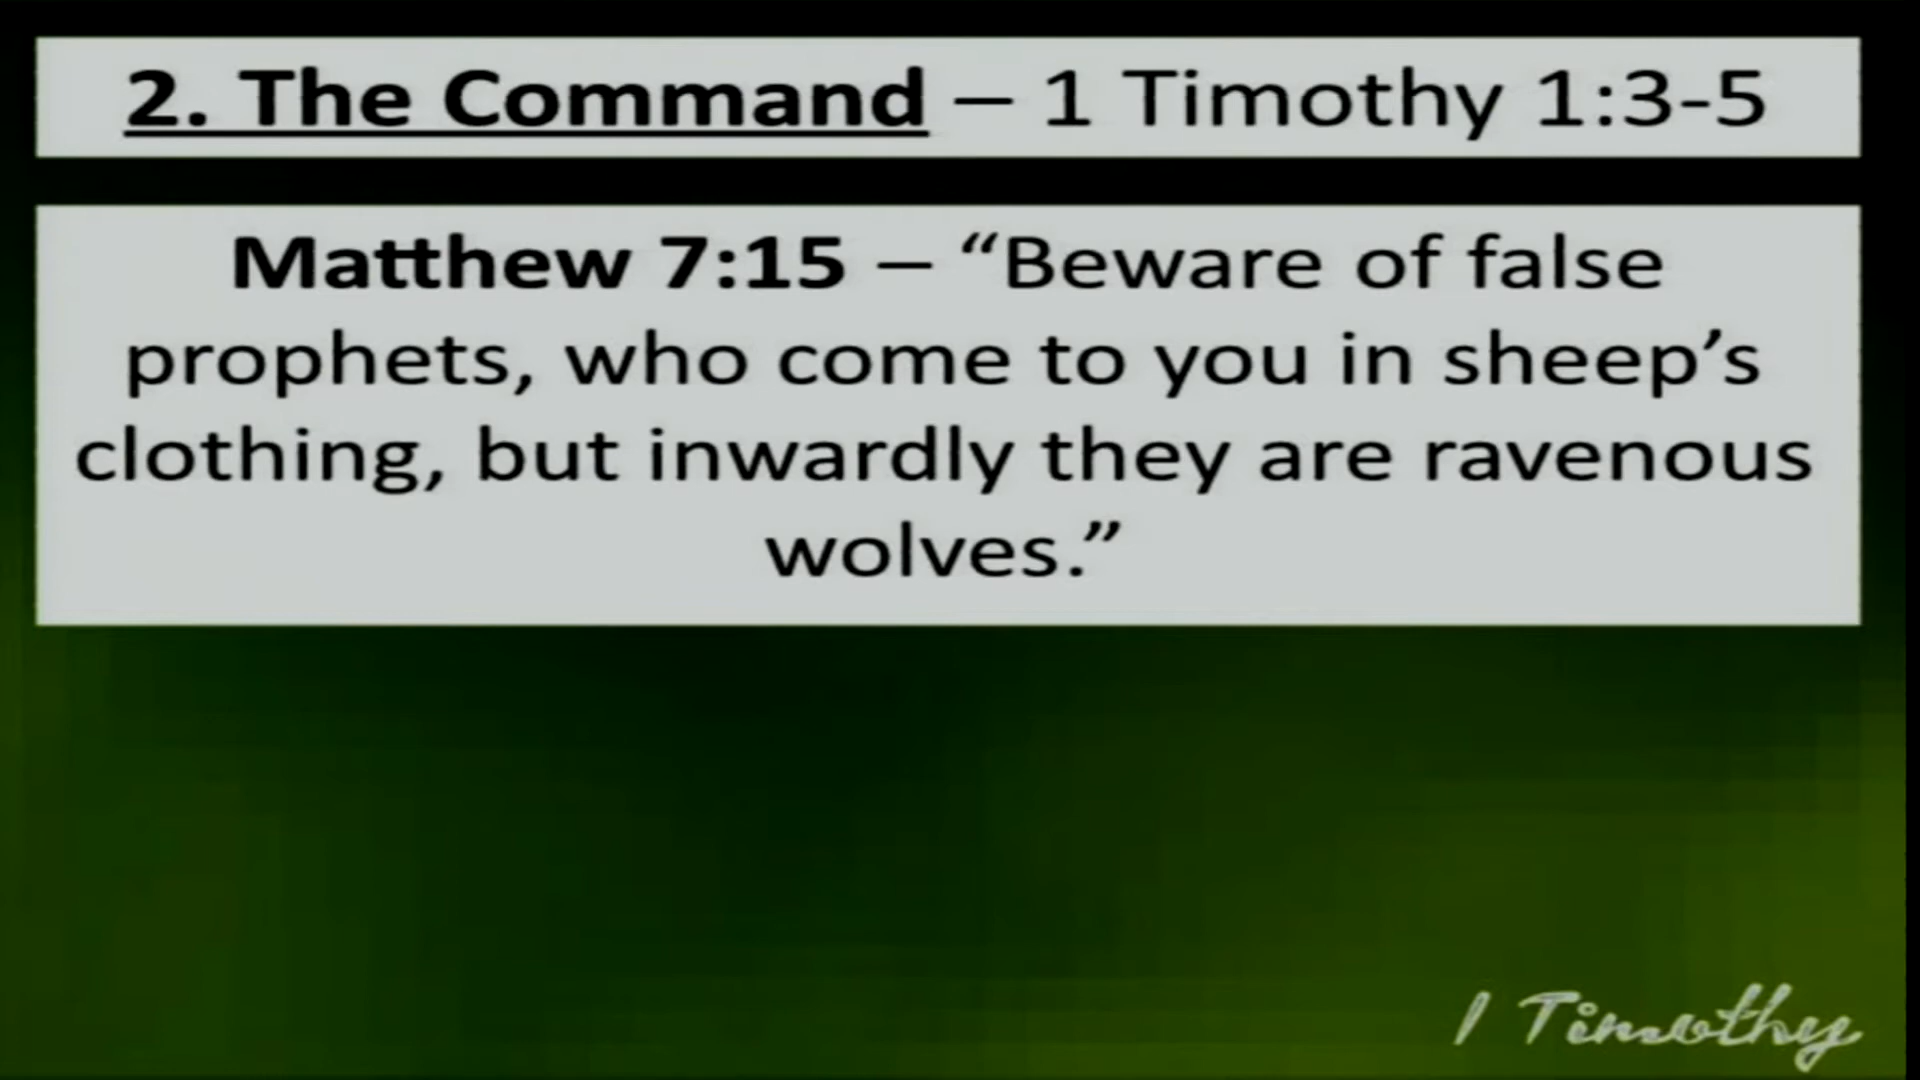 2. The Command – 1 Timothy 1:3-5
Matthew 7:15 – “Beware of false
prophets, who come to you in sheep’s
clothing, but inwardly they are ravenous
wolves.”
1 Timothy